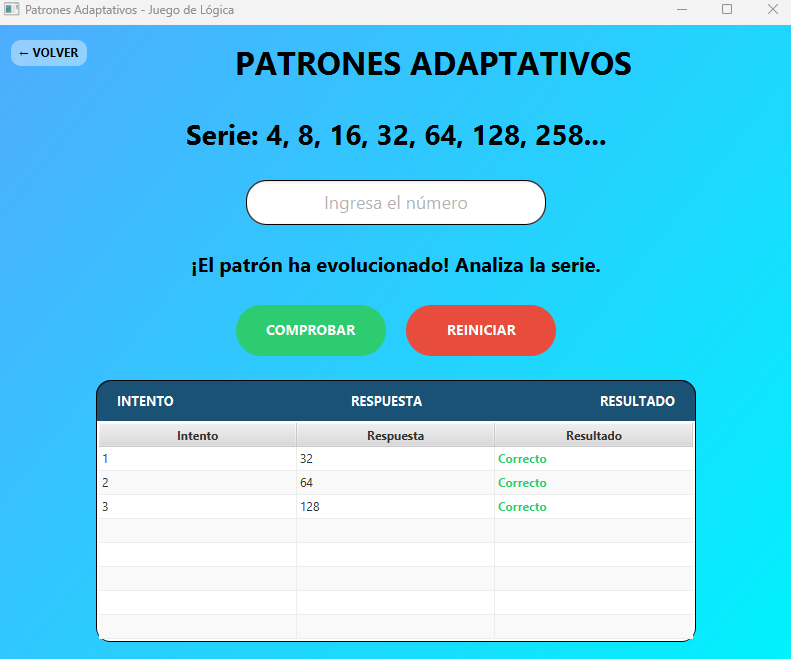 Patrones Adaptativos - Juego de Lógica
← VOLVER
PATRONES ADAPTATIVOS
Serie: 4, 8, 16, 32, 64, 128, 258...
Ingresa el número
¡El patrón ha evolucionado! Analiza la serie.
COMPROBAR REINICIAR
INTENTO RESPUESTA RESULTADO
Intento Respuesta Resultado
1 32 Correcto
2 64 Correcto
3 128 Correcto